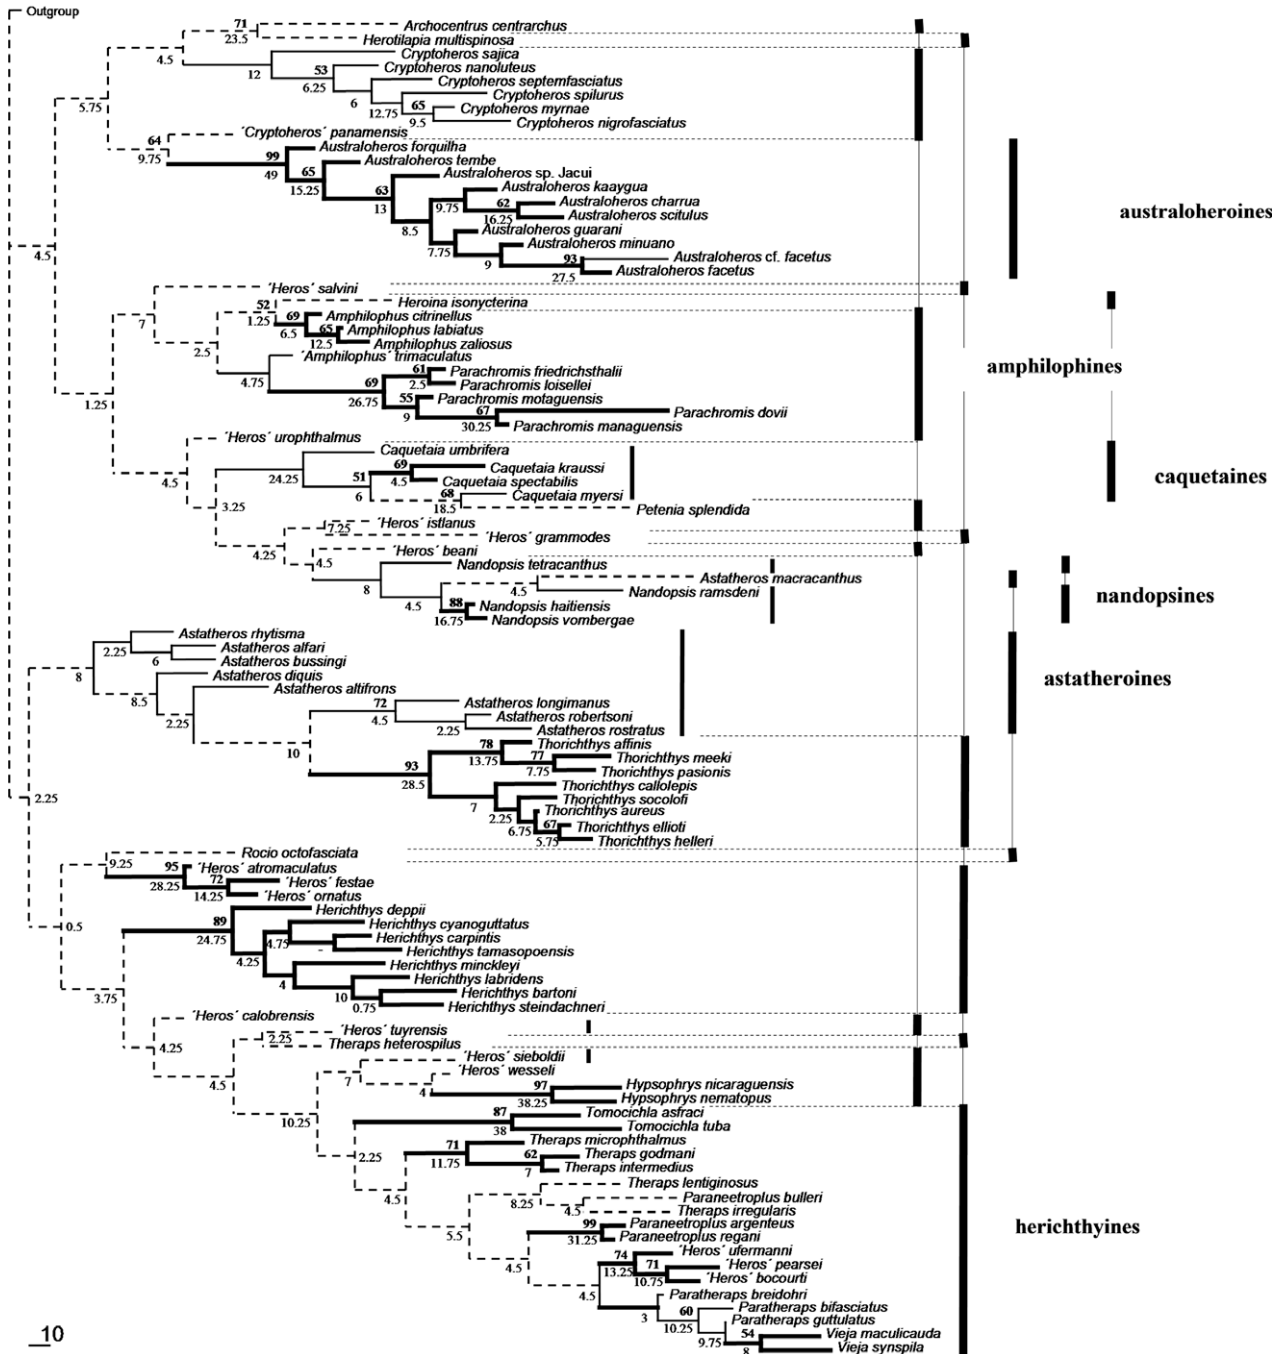 Outgroup
Archocentrus centrarchus
71
23.5
Herotilapia multispinosa
4.5
Cryptoheros sajica
12
53
Cryptoheros nanoluteus
6.25
Cryptoheros septemfasciatus
6
Cryptoheros spilurus
12.75
65
Cryptoheros myrnae
9.5
Cryptoheros nigrofasciatus
5.75
´Cryptoheros´ panamensis
64
9.75
Australoheros forquilha
99
49
Australoheros tembe
65
15.25
Australoheros sp. Jacui
63
13
Australoheros kaaygua
9.75
Australoheros charrua
62
16.25
Australoheros scitulus
8.5
Australoheros guarani
7.75
Australoheros minuano
9
93
Australoheros cf. facetus
27.5
Australoheros facetus
australoheroines
4.5
´Heros´ salvini
7
Heroina isonycterina
52
1.25
69
Amphilophus citrinellus
6.5
65
Amphilophus labiatus
12.5
Amphilophus zaliosus
2.5
´Amphilophus´ trimaculatus
4.75
61
Parachromis friedrichsthalii
2.5
Parachromis loisellei
69
26.75
55
Parachromis motaguensis
9
67
Parachromis dovii
30.25
Parachromis managuensis
amphilophines
1.25
´Heros´ urophthalmus
4.5
Caquetaia umbrifera
24.25
69
Caquetaia kraussi
4.5
Caquetaia spectabilis
51
6
68
Caquetaia myersi
18.5
Petenia splendida
caquetaines
3.25
´Heros´ istlanus
7.25
´Heros´ grammodes
4.25
´Heros´ beani
4.5
Nandopsis tetracanthus
8
Astatheros macracanthus
4.5
Nandopsis ramsdeni
4.5
88
Nandopsis haitiensis
16.75
Nandopsis vombergae
nandopsines
Astatheros rhytisma
2.25
Astatheros alfari
6
Astatheros bussingi
8
Astatheros diquis
8.5
Astatheros altifrons
2.25
72
Astatheros longimanus
4.5
Astatheros robertsoni
2.25
Astatheros rostratus
astatheroines
10
78
Thorichthys affinis
13.75
77
Thorichthys meeki
7.75
Thorichthys pasionis
93
28.5
Thorichthys callolepis
7
Thorichthys socolofi
2.25
Thorichthys aureus
6.75
67
Thorichthys ellioti
5.75
Thorichthys helleri
2.25
Rocio octofasciata
9.25
95
´Heros´ atromaculatus
28.25
72
´Heros´ festae
14.25
´Heros´ ornatus
0.5
Herichthys deppii
89
24.75
Herichthys cyanoguttatus
4.75
Herichthys carpintis
–
Herichthys tamasopoensis
4.25
Herichthys minckleyi
4
Herichthys labridens
10
Herichthys bartoni
0.75
Herichthys steindachneri
3.75
´Heros´ calobrensis
4.25
´Heros´ tuyrensis
2.25
Theraps heterospilus
4.5
´Heros´ sieboldii
7
´Heros´ wesseli
4
97
Hypsophrys nicaraguensis
38.25
Hypsophrys nematopus
10.25
87
Tomocichla asfraci
38
Tomocichla tuba
2.25
71
Theraps microphthalmus
11.75
62
Theraps godmani
7
Theraps intermedius
4.5
Theraps lentiginosus
8.25
Paraneetroplus bulleri
4.5
Theraps irregularis
5.5
99
Paraneetroplus argenteus
31.25
Paraneetroplus regani
4.5
74
´Heros´ ufermanni
13.25
71
´Heros´ pearsei
10.75
´Heros´ bocourti
4.5
Paratheraps breidohri
3
60
Paratheraps bifasciatus
10.25
Paratheraps guttulatus
9.75
54
Vieja maculicauda
8
Vieja synspila
herichthyines
10